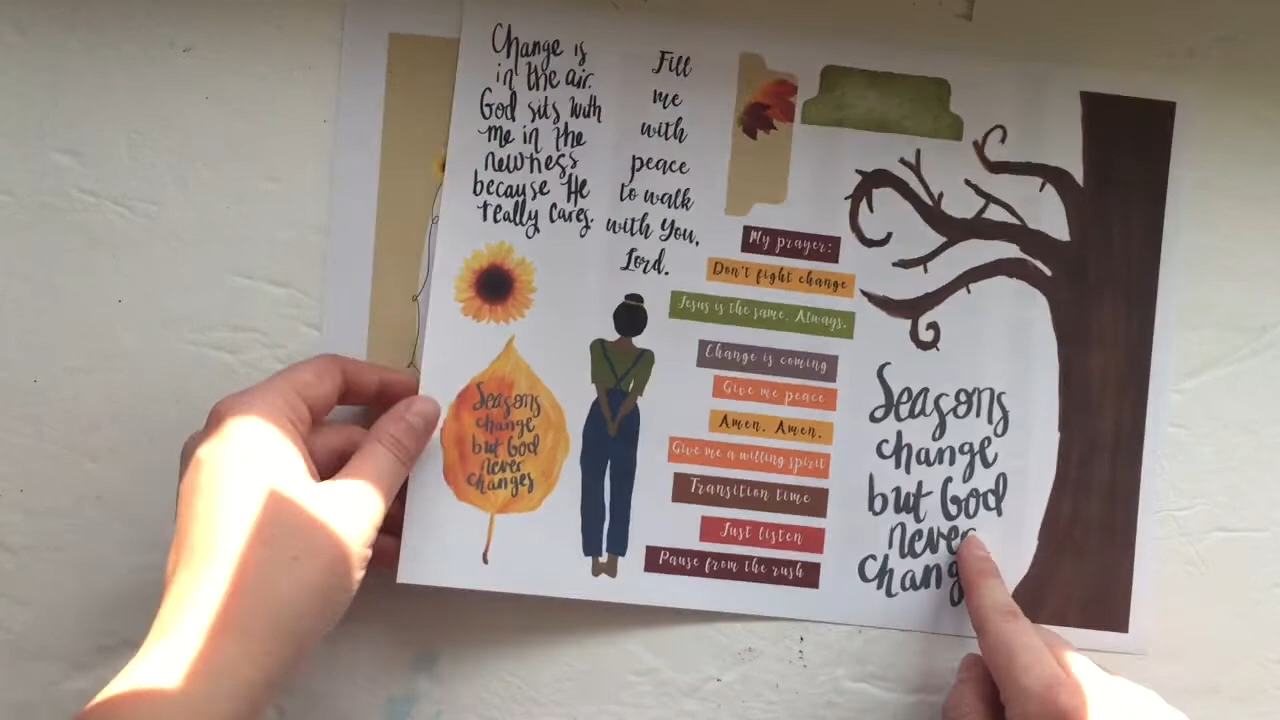 Change is
in the air.
God sits with
me in the
newness
because He
really cares.
Fill
me
with
peace
to walk
with You,
Lord.
My prayer:
Don't fight change
Jesus is the same. Always.
Change is coming
Give me peace
Amen. Amen.
Give me a willing spirit
Transition time
Just listen
Pause from the rush
Seasons
change
but God
never
changes
Seasons
change
but God
never